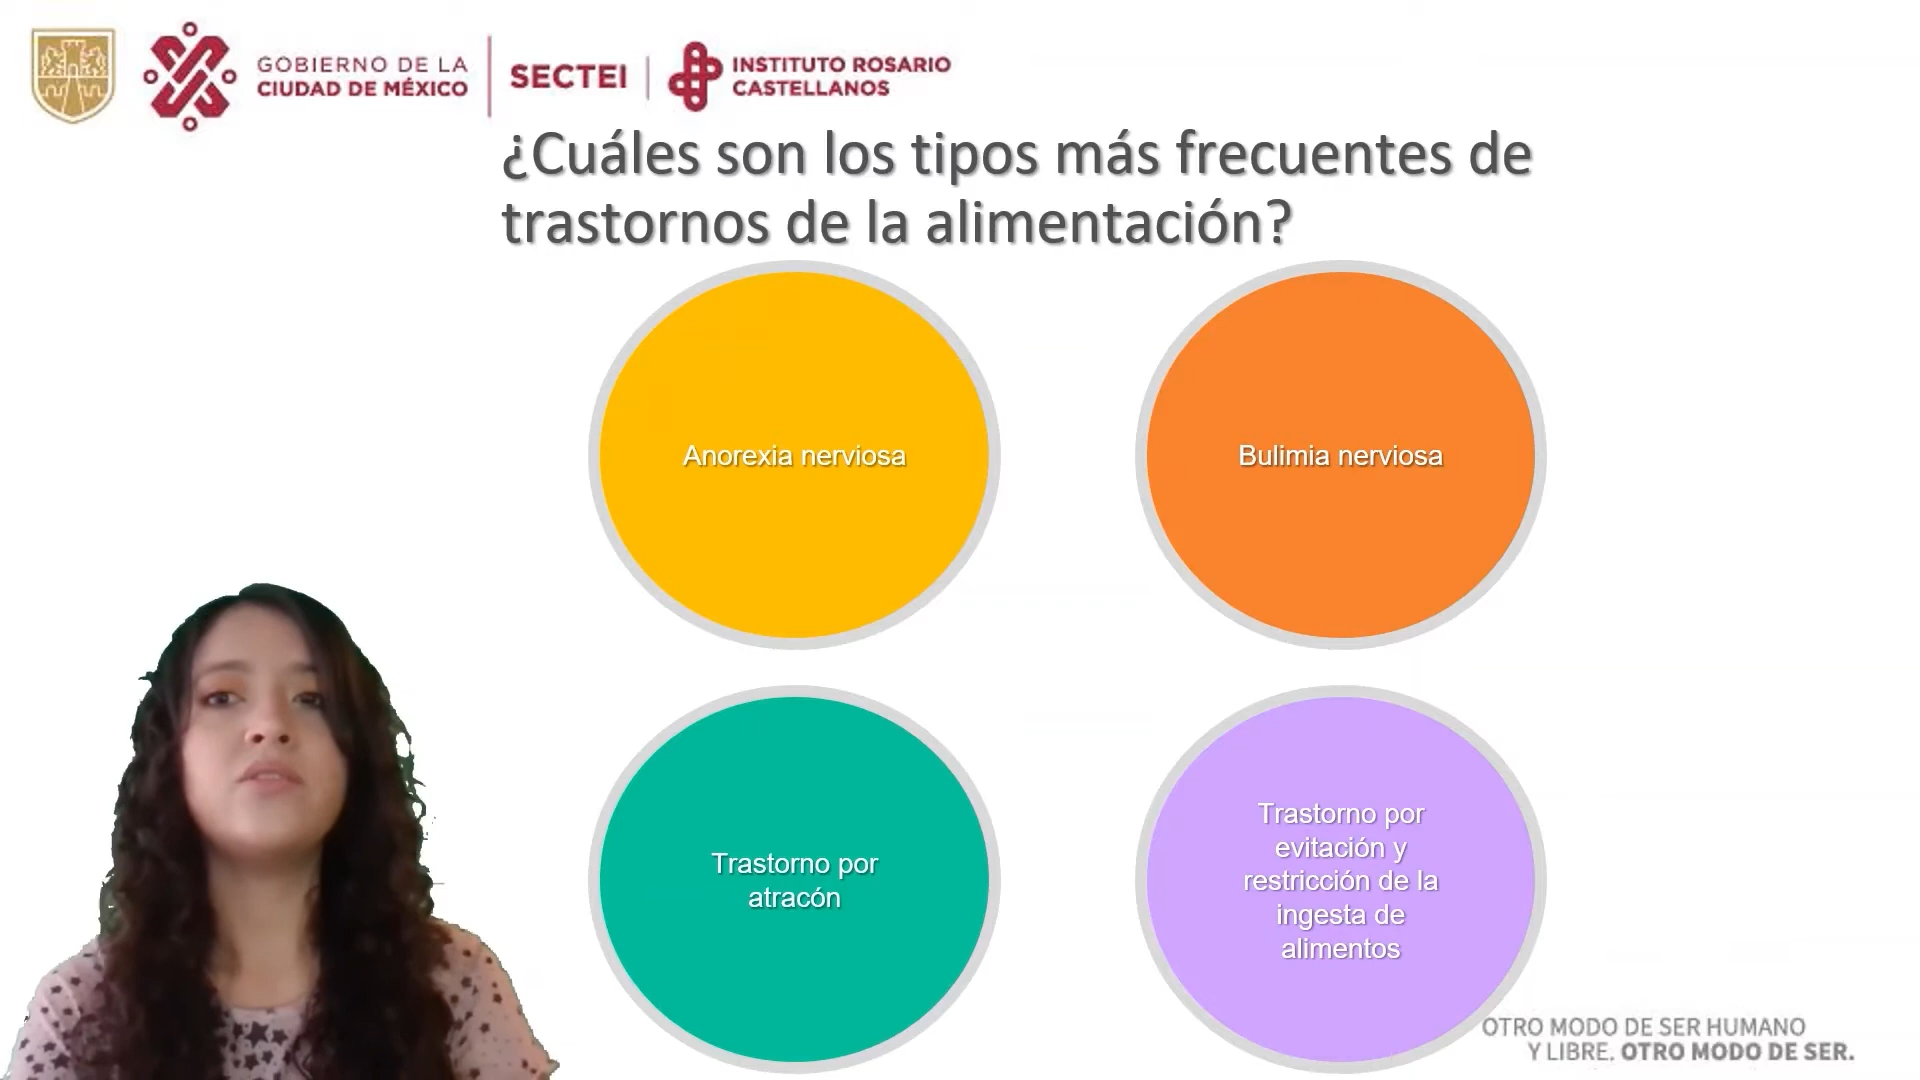 GOBIERNO DE LA
CIUDAD DE MÉXICO
SECTEI
INSTITUTO ROSARIO
CASTELLANOS
¿Cuáles son los tipos más frecuentes de
trastornos de la alimentación?
Anorexia nerviosa
Bulimia nerviosa
Trastorno por
atracón
Trastorno por
evitación y
restricción de la
ingesta de
alimentos
OTRO MODO DE SER HUMANO
Y LIBRE. OTRO MODO DE SER.